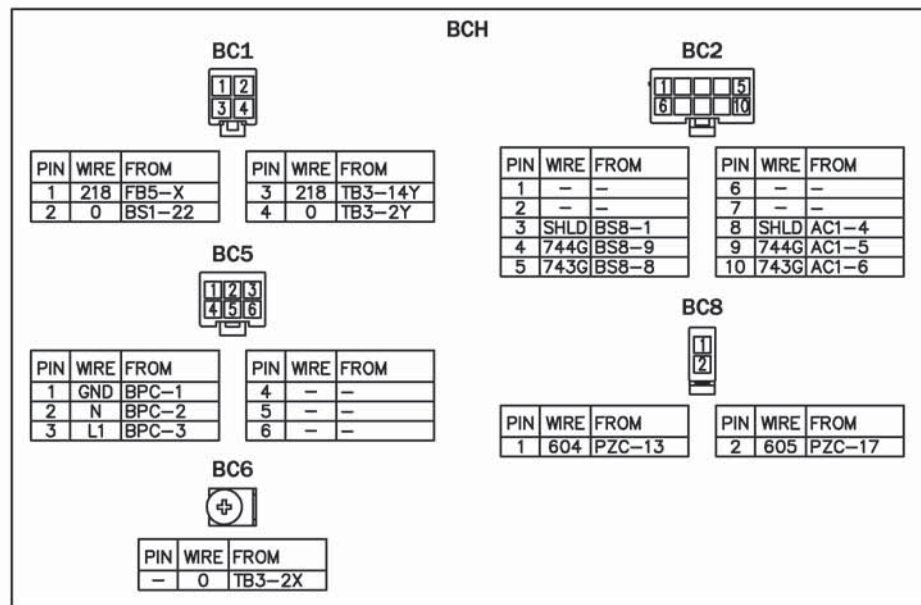 BCH
BC1
1 2
3 4
PIN WIRE FROM
1 218 FB5-X
2 0 BS1-22
PIN WIRE FROM
3 218 TB3-14Y
4 0 TB3-2Y
BC2
1 5
6 10
PIN WIRE FROM
1 - -
2 - -
3 SHLD BS8-1
4 744G BS8-9
5 743G BS8-8
PIN WIRE FROM
6 - -
7 - -
8 SHLD AC1-4
9 744G AC1-5
10 743G AC1-6
BC5
1 2 3
4 5 6
PIN WIRE FROM
1 GND BPC-1
2 N BPC-2
3 L1 BPC-3
PIN WIRE FROM
4 - -
5 - -
6 - -
BC8
1
2
PIN WIRE FROM
1 604 PZC-13
PIN WIRE FROM
2 605 PZC-17
BC6
PIN WIRE FROM
- 0 TB3-2X